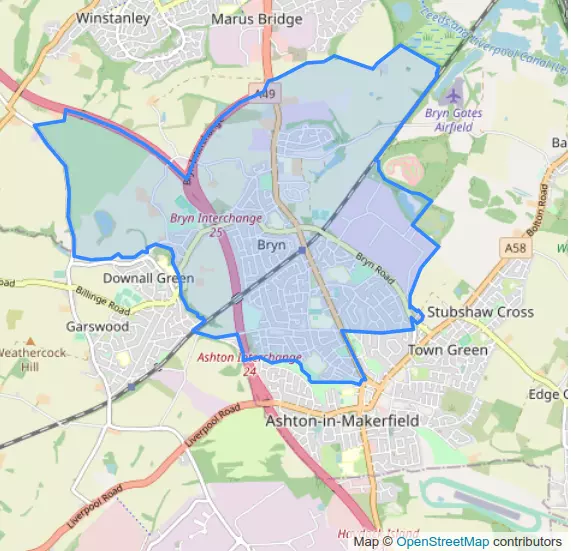 Winstanley
Marus Bridge
Leeds and Liverpool Canal (Le
A49
Bryn Interchange
Bryn Gates
Airfield
Ba
Bolton Road
Bryn Interchange
25
Bryn
A58
Bryn Road
Downall Green
Billinge Road
oad
Garswood
Stubshaw Cross
Weathercock
Hill
Ashton Interchange
24
Town Green
Edge G
Liverpool Road
Ashton-in-Makerfield
Liverpool Road
Haydock Island
Map © OpenStreetMap contributors